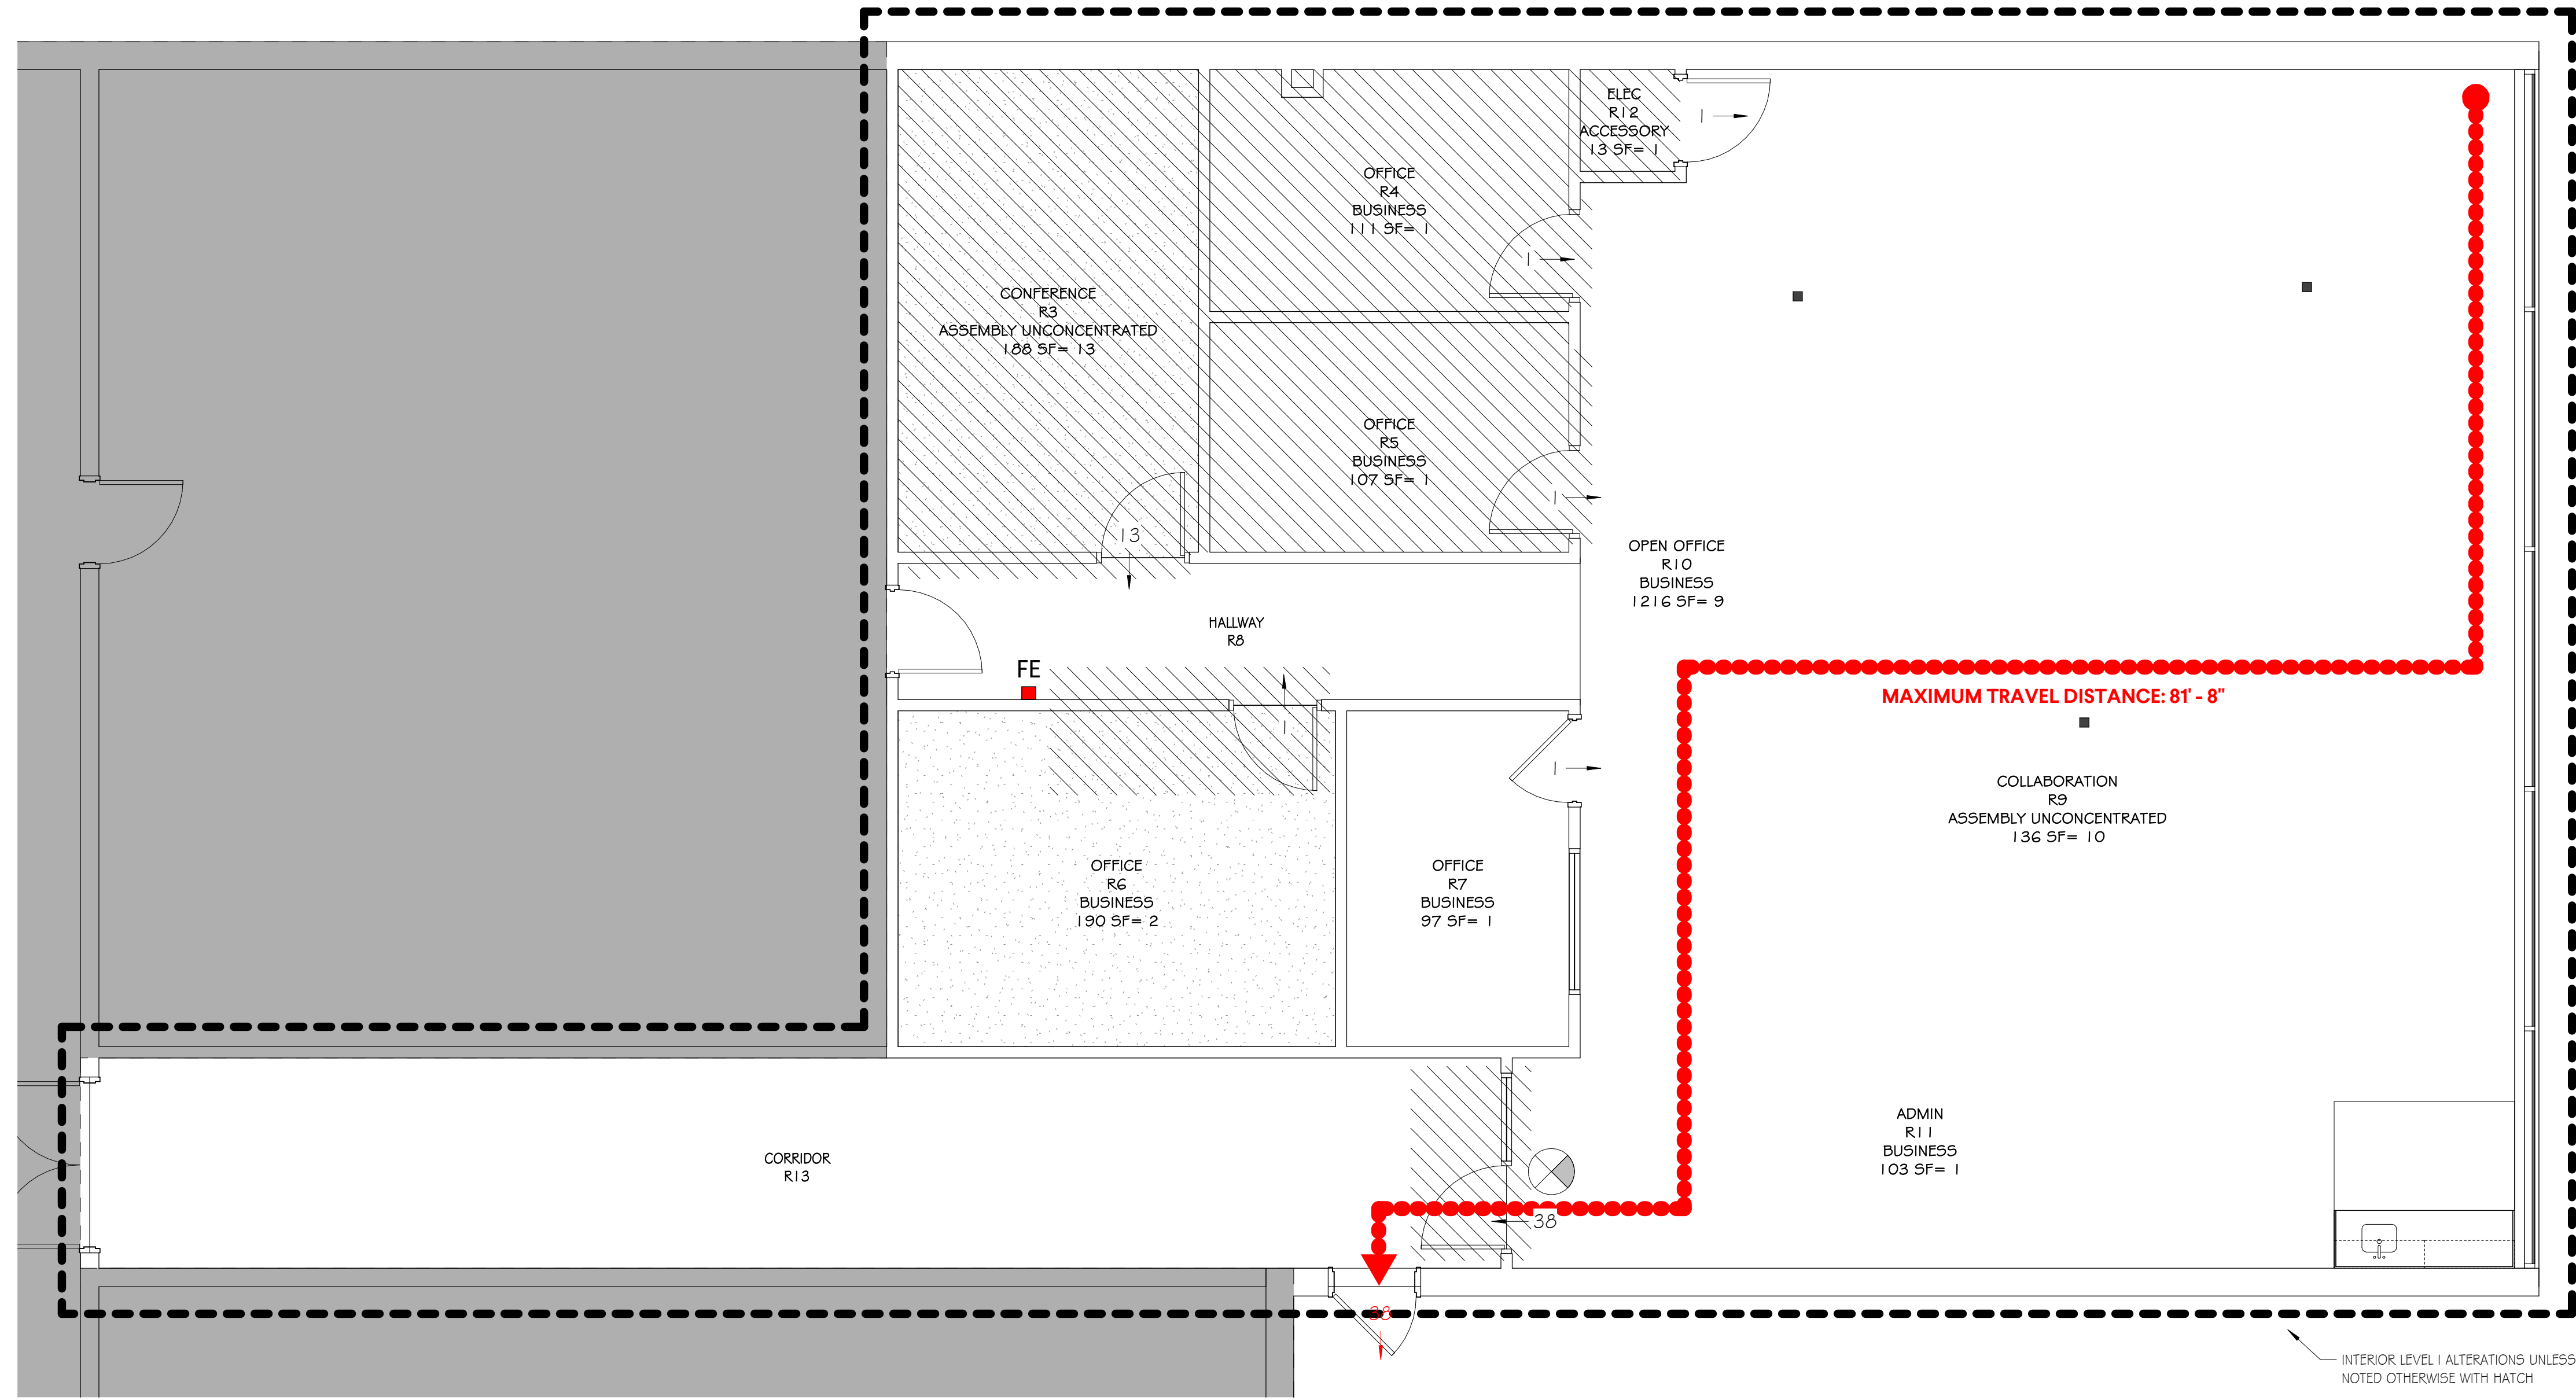 ELEC
R12
ACCESSORY
13 SF= 1
1
OFFICE
R4
BUSINESS
111 SF= 1
1
CONFERENCE
R3
ASSEMBLY UNCONCENTRATED
188 SF= 13
OFFICE
R5
BUSINESS
107 SF= 1
1
13
OPEN OFFICE
R10
BUSINESS
1216 SF= 9
HALLWAY
R8
FE
1
MAXIMUM TRAVEL DISTANCE: 81' - 8"
1
COLLABORATION
R9
ASSEMBLY UNCONCENTRATED
136 SF= 10
OFFICE
R6
BUSINESS
190 SF= 2
OFFICE
R7
BUSINESS
97 SF= 1
ADMIN
R11
BUSINESS
103 SF= 1
CORRIDOR
R13
38
38
INTERIOR LEVEL I ALTERATIONS UNLESS
NOTED OTHERWISE WITH HATCH